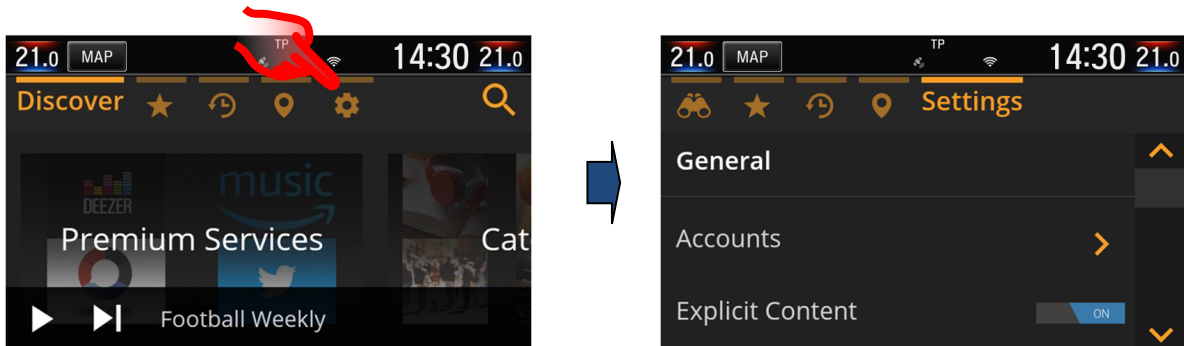 21.0 MAP TP 14:30 21.0
Discover
DEEZER
music
Premium Services
Cat
Football Weekly
21.0 MAP TP 14:30 21.0
Settings
General
Accounts
Explicit Content ON